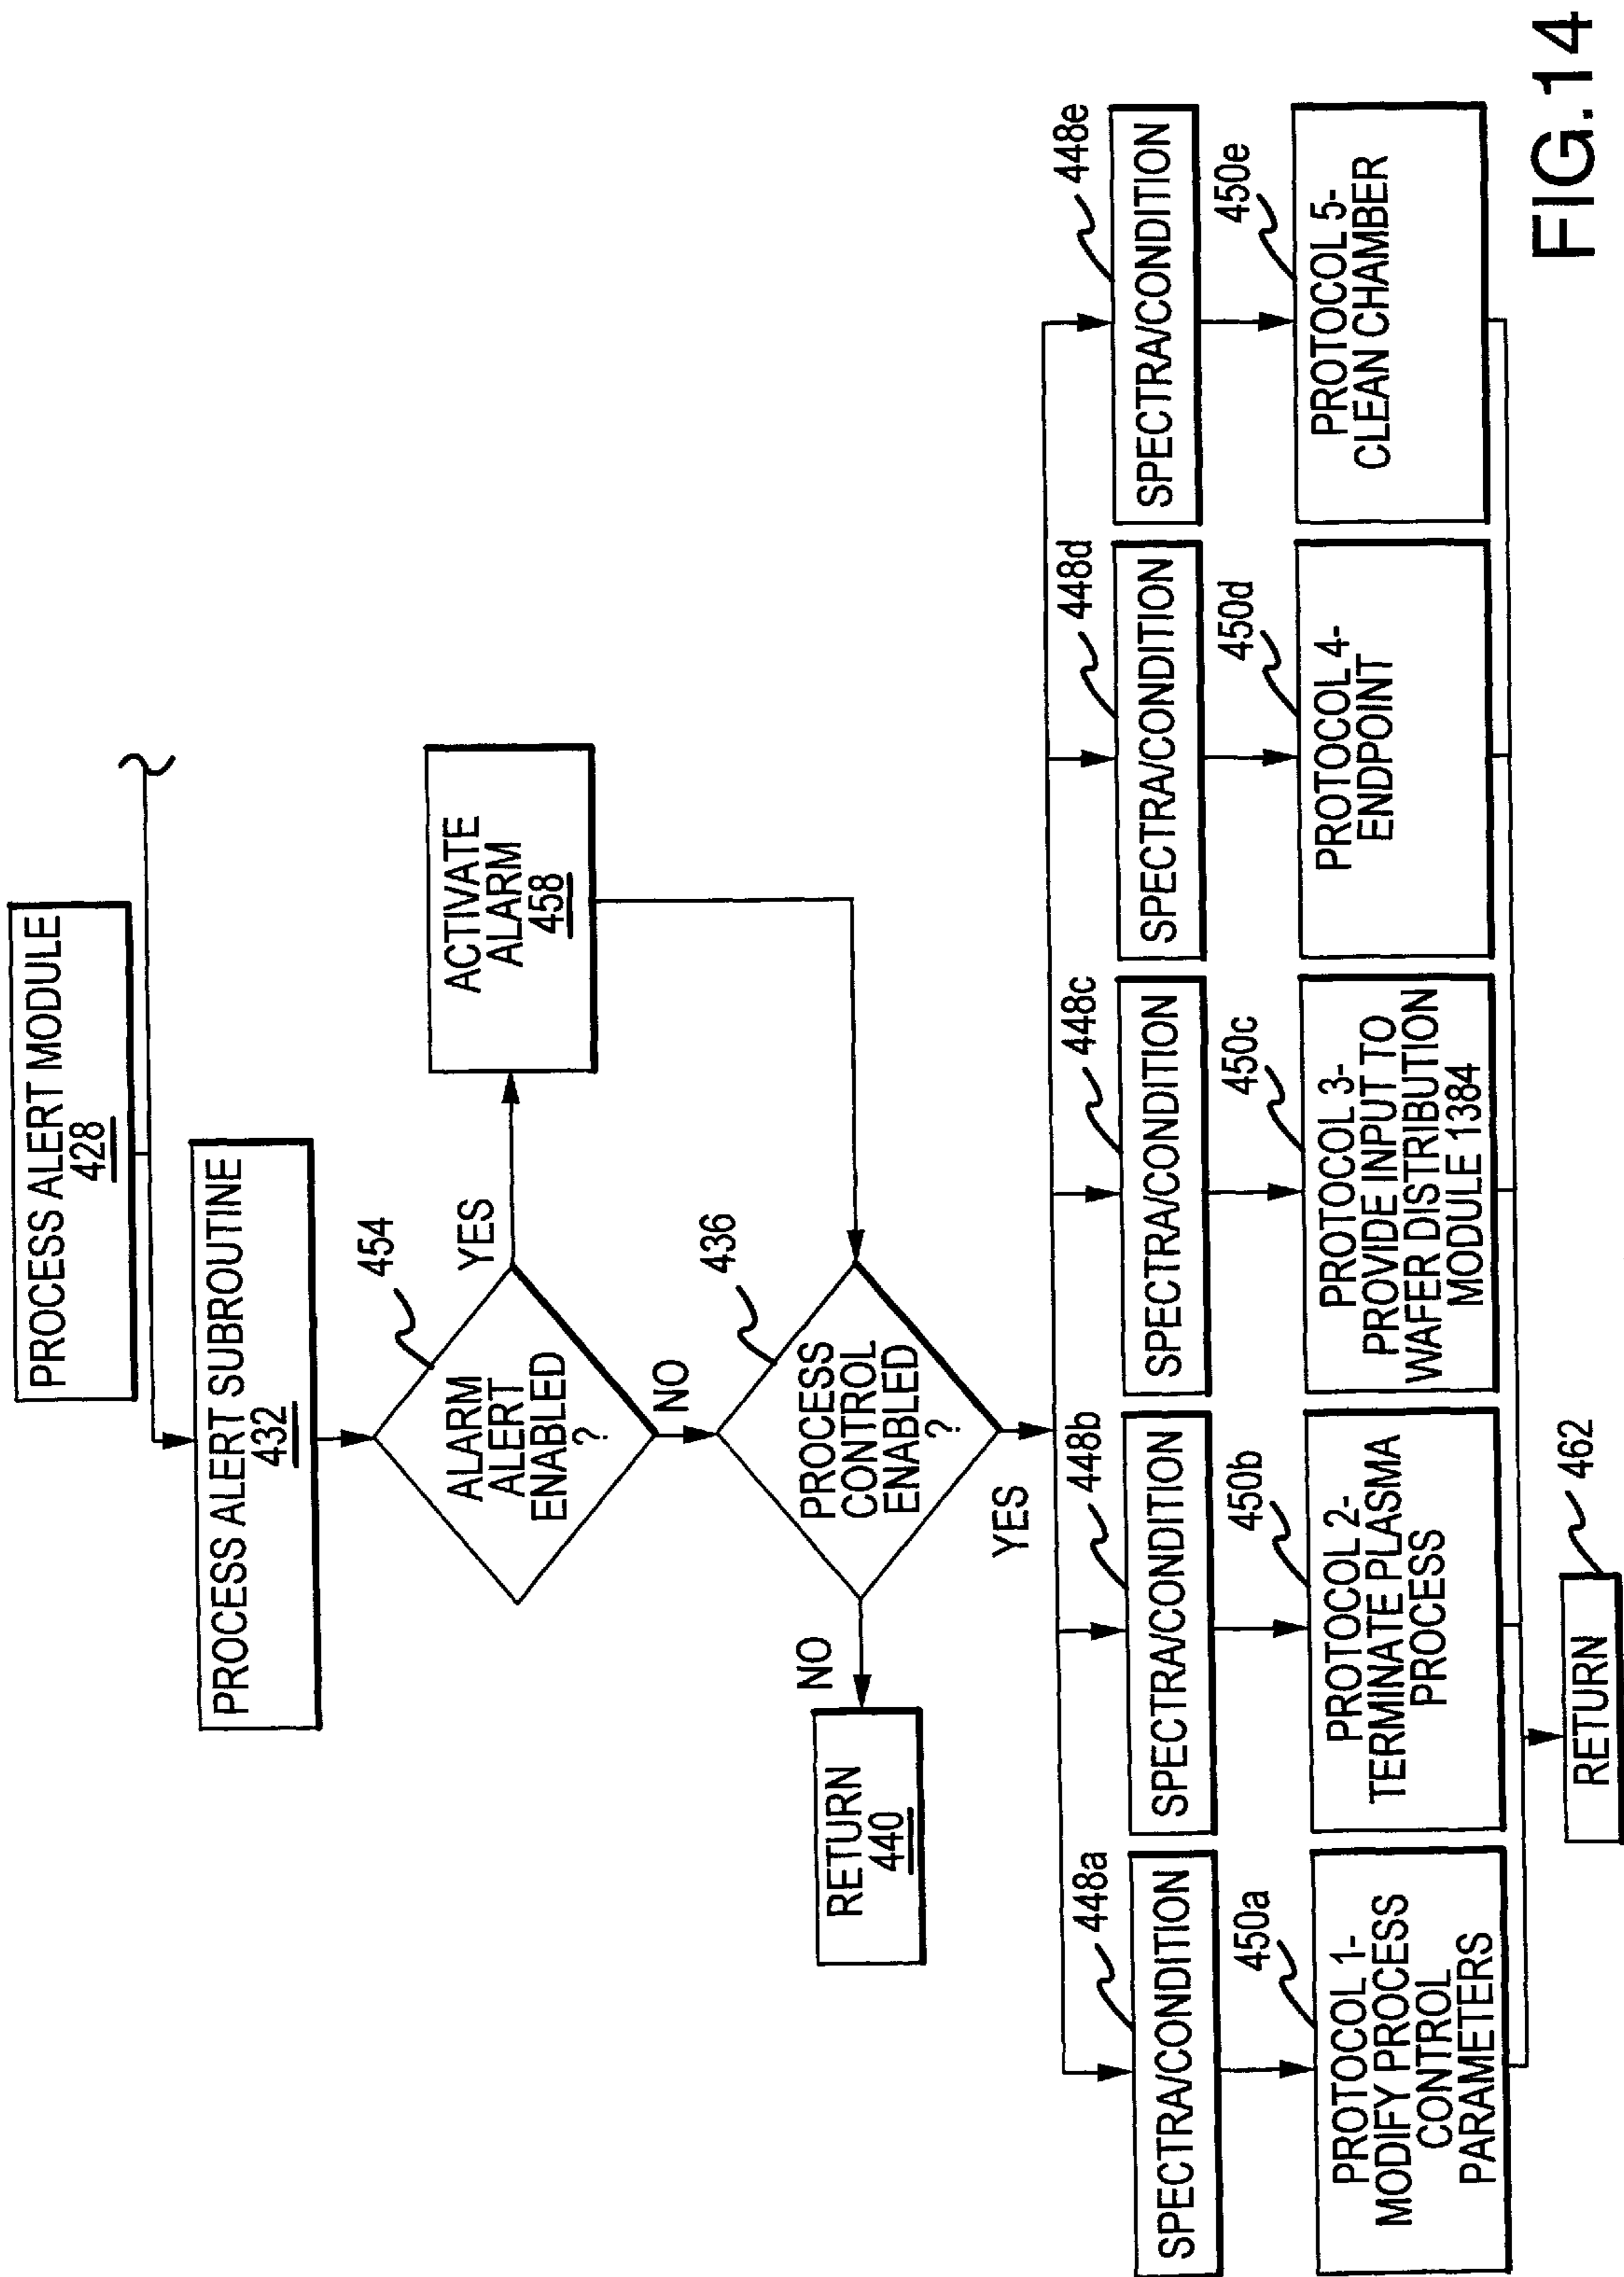 PROCESS ALERT MODULE
428
PROCESS ALERT SUBROUTINE
432
454
ALARM
ALERT
ENABLED
?
YES
ACTIVATE
ALARM
458
NO
436
PROCESS
CONTROL
ENABLED
?
NO
RETURN
440
YES
448a
SPECTRA/CONDITION
448b
SPECTRA/CONDITION
448c
SPECTRA/CONDITION
448d
SPECTRA/CONDITION
448e
SPECTRA/CONDITION
450a
PROTOCOL 1-
MODIFY PROCESS
CONTROL
PARAMETERS
450b
PROTOCOL 2-
TERMINATE PLASMA
PROCESS
450c
PROTOCOL 3-
PROVIDE INPUT TO
WAFER DISTRIBUTION
MODULE 1384
450d
PROTOCOL 4-
ENDPOINT
450e
PROTOCOL 5-
CLEAN CHAMBER
RETURN
462
FIG.14